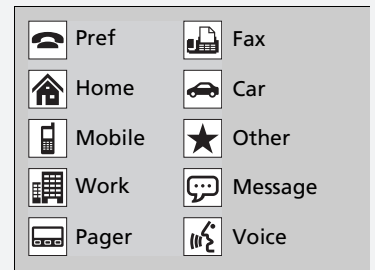 Pref
Fax
Home
Car
Mobile
Other
Work
Message
Pager
Voice